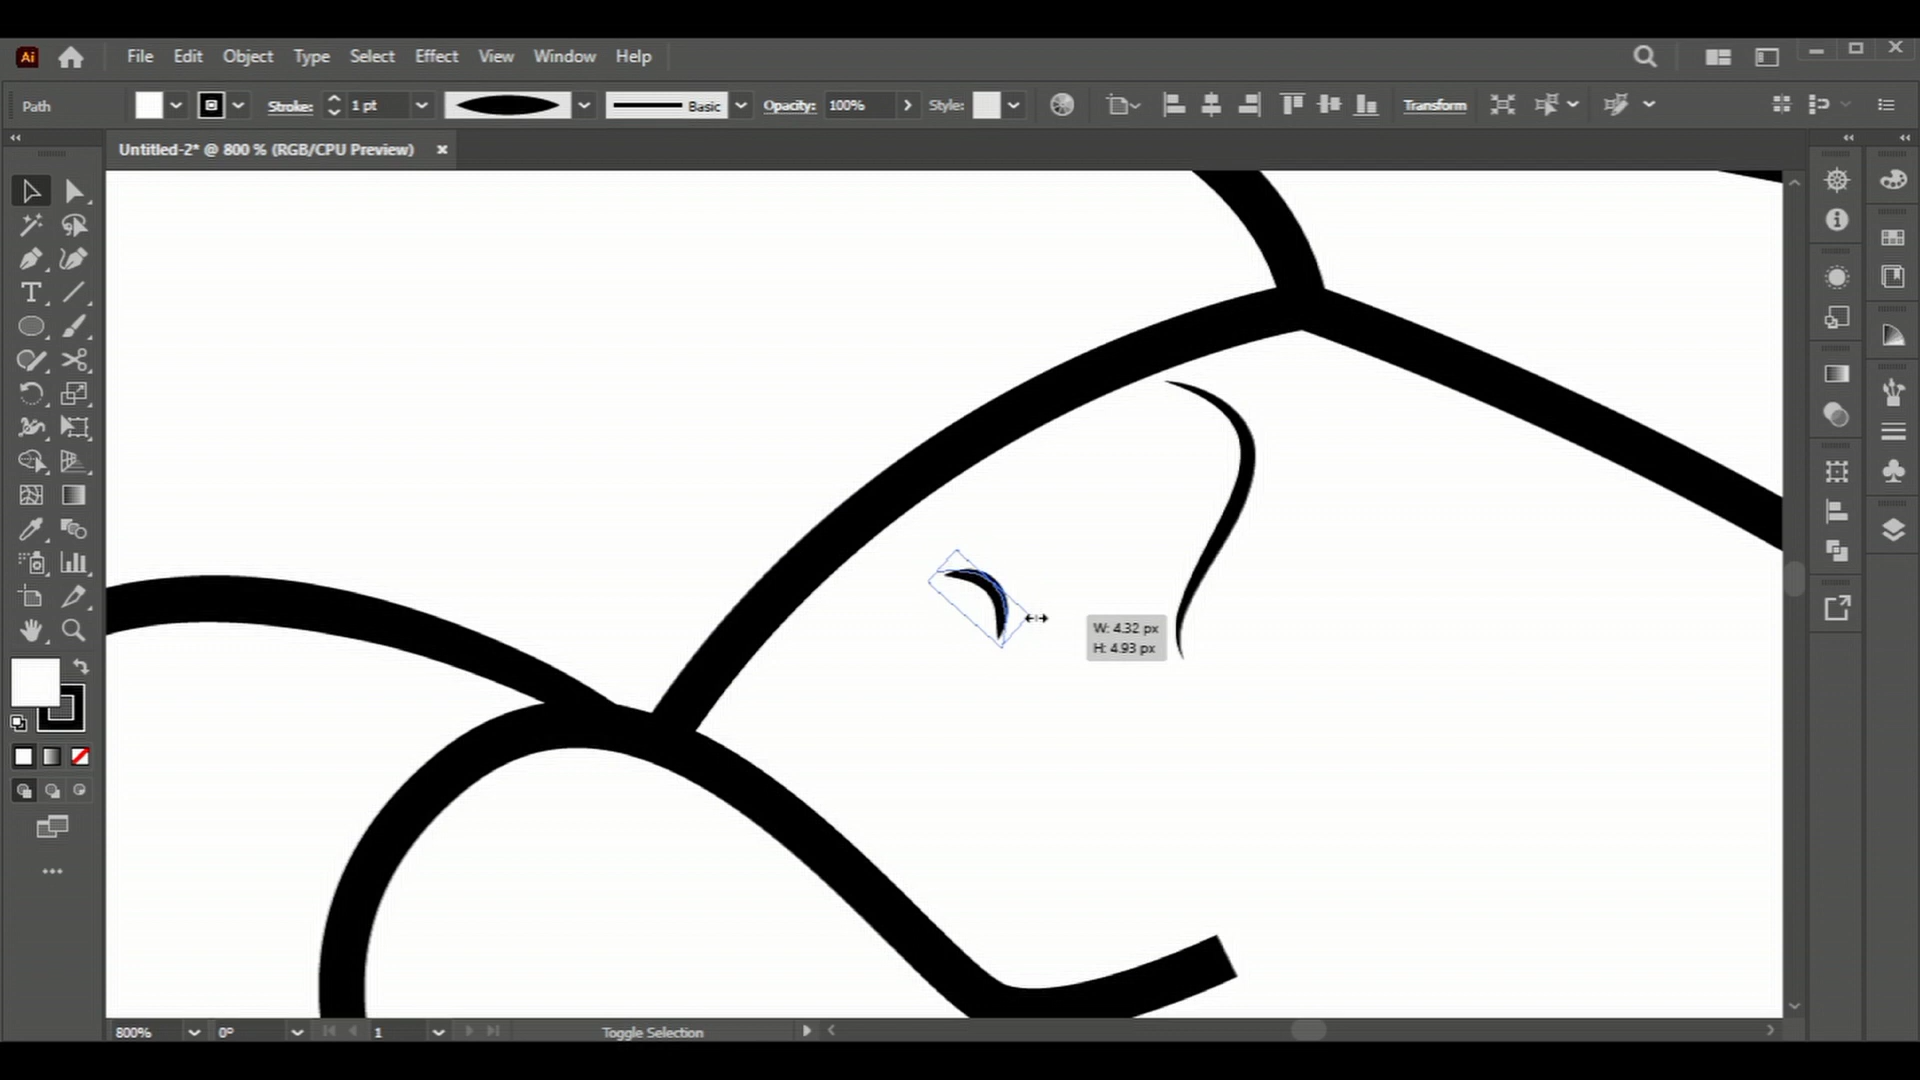 Ai File Edit Object Type Select Effect View Window Help
Path Stroke: 1 pt Basic Opacity: 100% Style: Transform
Untitled-2* @ 800 % (RGB/CPU Preview) ×
T
W: 4.32 px
H: 4.93 px
800% 0° 1 Toggle Selection